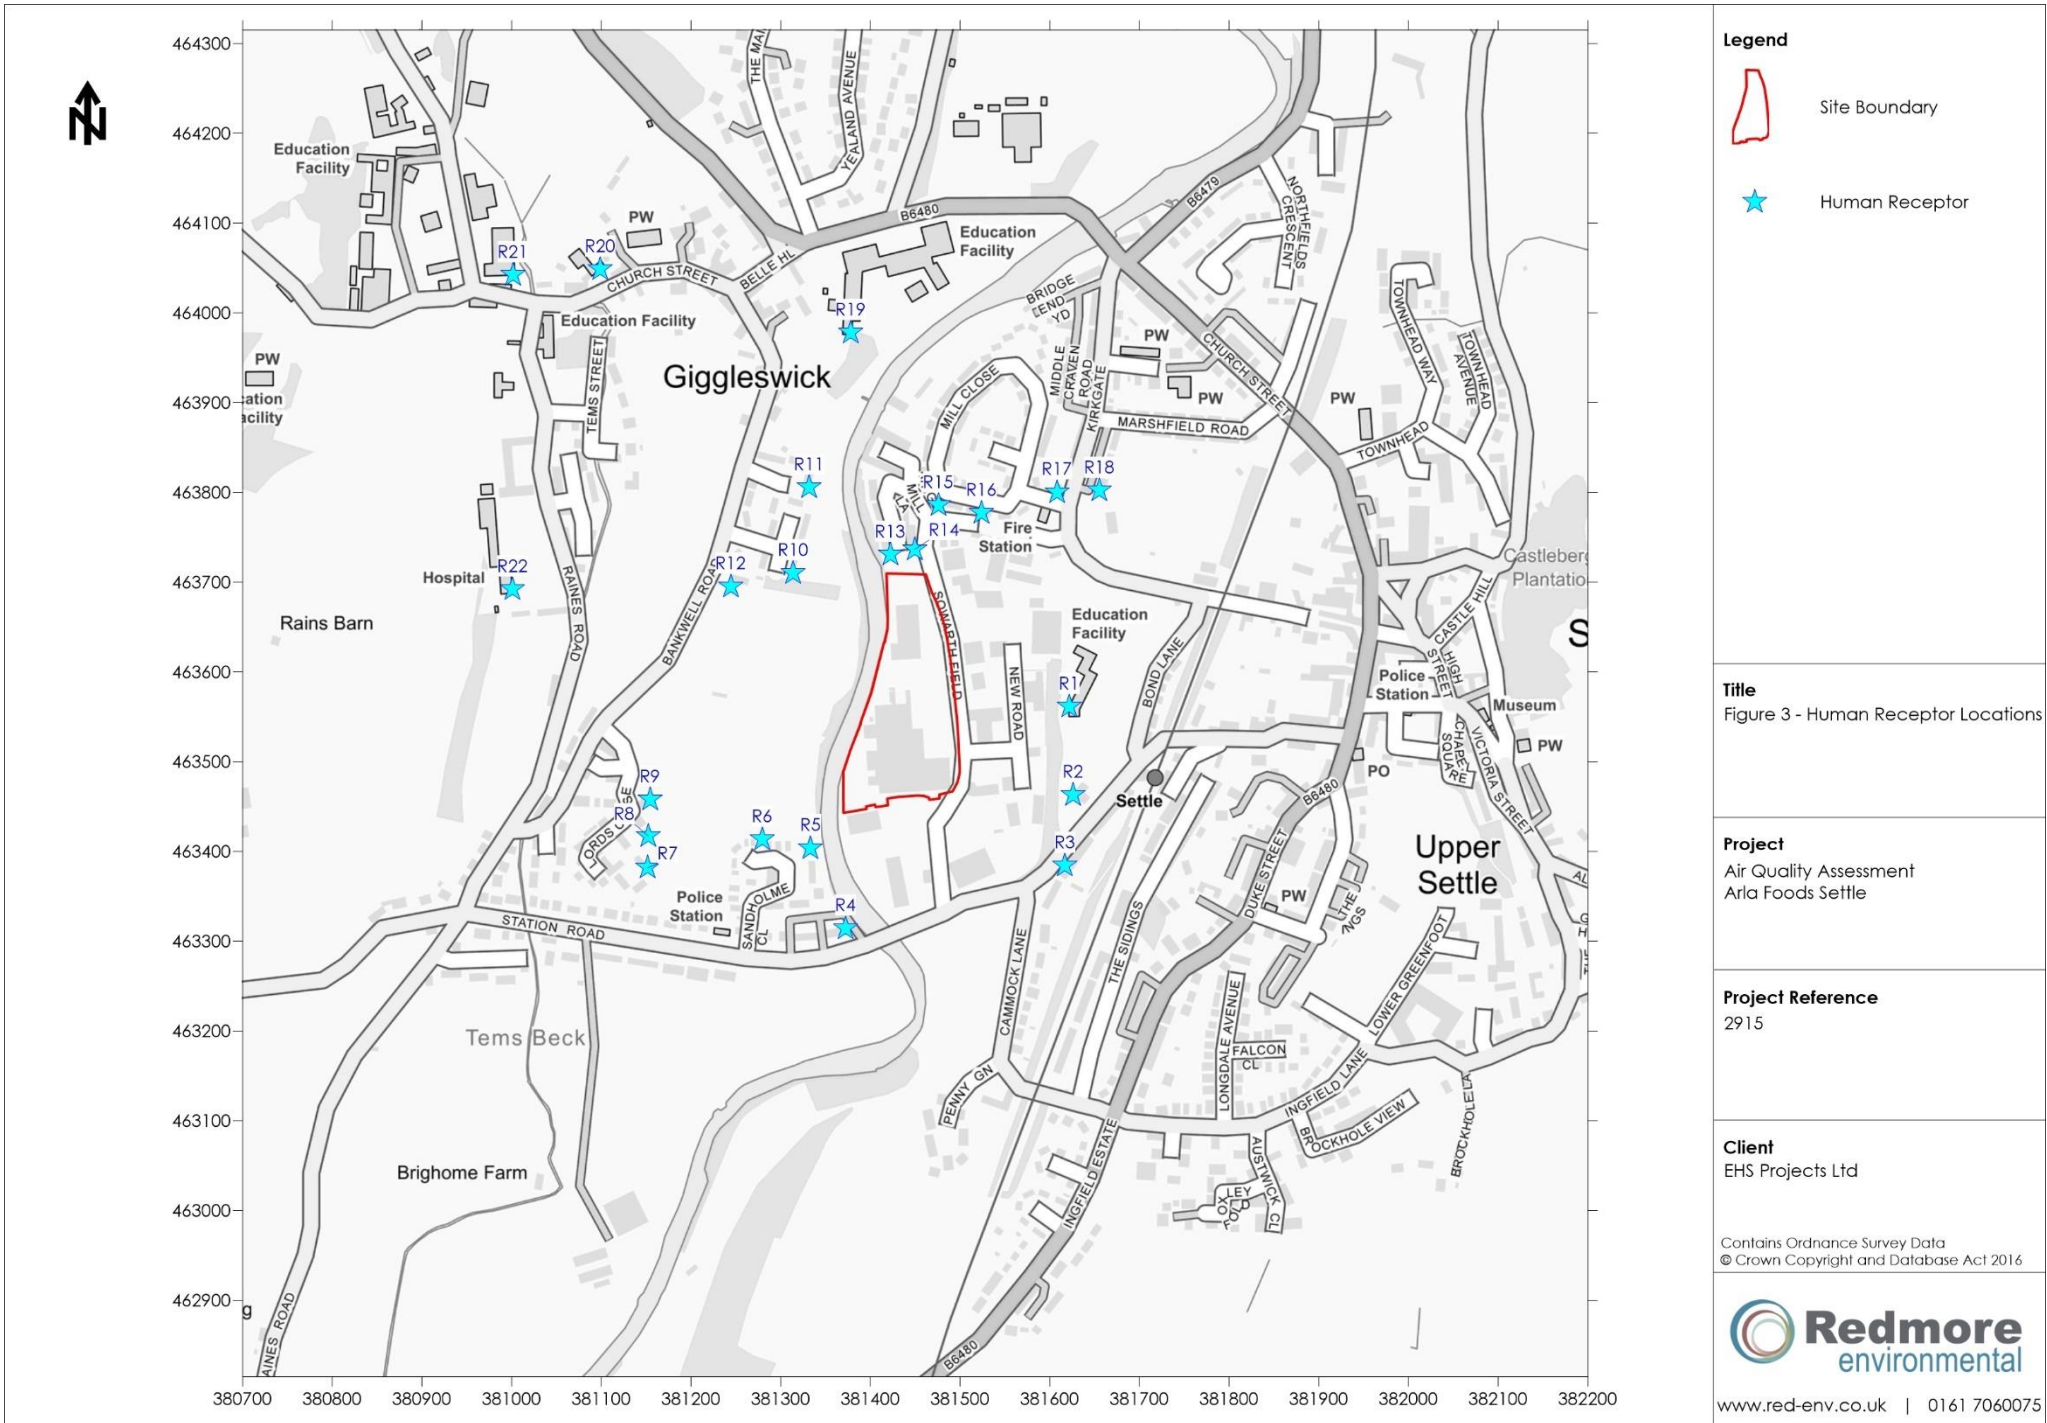 464300
464200
464100
464000
463900
463800
463700
463600
463500
463400
463300
463200
463100
463000
462900
380700
380800
380900
381000
381100
381200
381300
381400
381500
381600
381700
381800
381900
382000
382100
382200
N
THE MAI
YEALAND AVENUE
Education
Facility
PW
R21
R20
CHURCH STREET
BELLE HL
B6480
Education
Facility
B6479
NORTHFIELDS
CRESCENT
BRIDGE
END
YD
R19
Education Facility
TEMS STREET
PW
cation
acility
Giggleswick
MILL CLOSE
MIDDLE
CRAVEN
ROAD
KIRKGATE
PW
PW
CHURCH STREET
MARSHFIELD ROAD
PW
TOWNHEAD WAY
TOWNHEAD
AVENUE
TOWNHEAD
R11
R15
R16
R17
R18
MILL
LA
R13
R14
Fire
Station
R10
R12
Hospital
R22
Rains Barn
RAINES ROAD
BANKWELL ROAD
SOWARTH FIELD
NEW ROAD
Education
Facility
R1
BOND LANE
Castleberg
Plantatio
CASTLE HILL
HIGH
STREET
S
Police
Station
Museum
PW
CHAPEL
SQUARE
VICTORIA STREET
PO
R2
Settle
R3
R9
R8
R7
R6
R5
R4
Police
Station
SANDHOLME
CL
STATION ROAD
B6480
DUKE STREET
PW
THE
Upper
Settle
CAMMOCK LANE
THE SIDINGS
LONGDALE AVENUE
FALCON
CL
LOWER GREENFOOT
INGFIELD LANE
BROCKHOLE VIEW
BROCKHOLE LA
Tems Beck
PENNY GN
INGFIELD ESTATE
AUSTWICK CL
Brighome Farm
AINES ROAD
g
B6480
Legend
Site Boundary
Human Receptor
Title
Figure 3 - Human Receptor Locations
Project
Air Quality Assessment
Arla Foods Settle
Project Reference
2915
Client
EHS Projects Ltd
Contains Ordnance Survey Data
© Crown Copyright and Database Act 2016
Redmore
environmental
www.red-env.co.uk | 0161 7060075